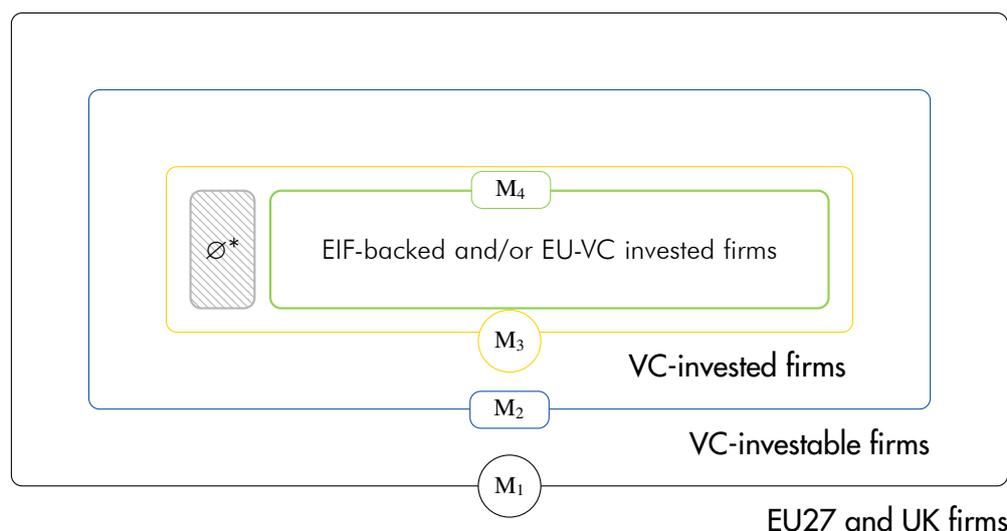 M₄
∅* EIF-backed and/or EU-VC invested firms
M₃
VC-invested firms
M₂
VC-investable firms
M₁
EU27 and UK firms